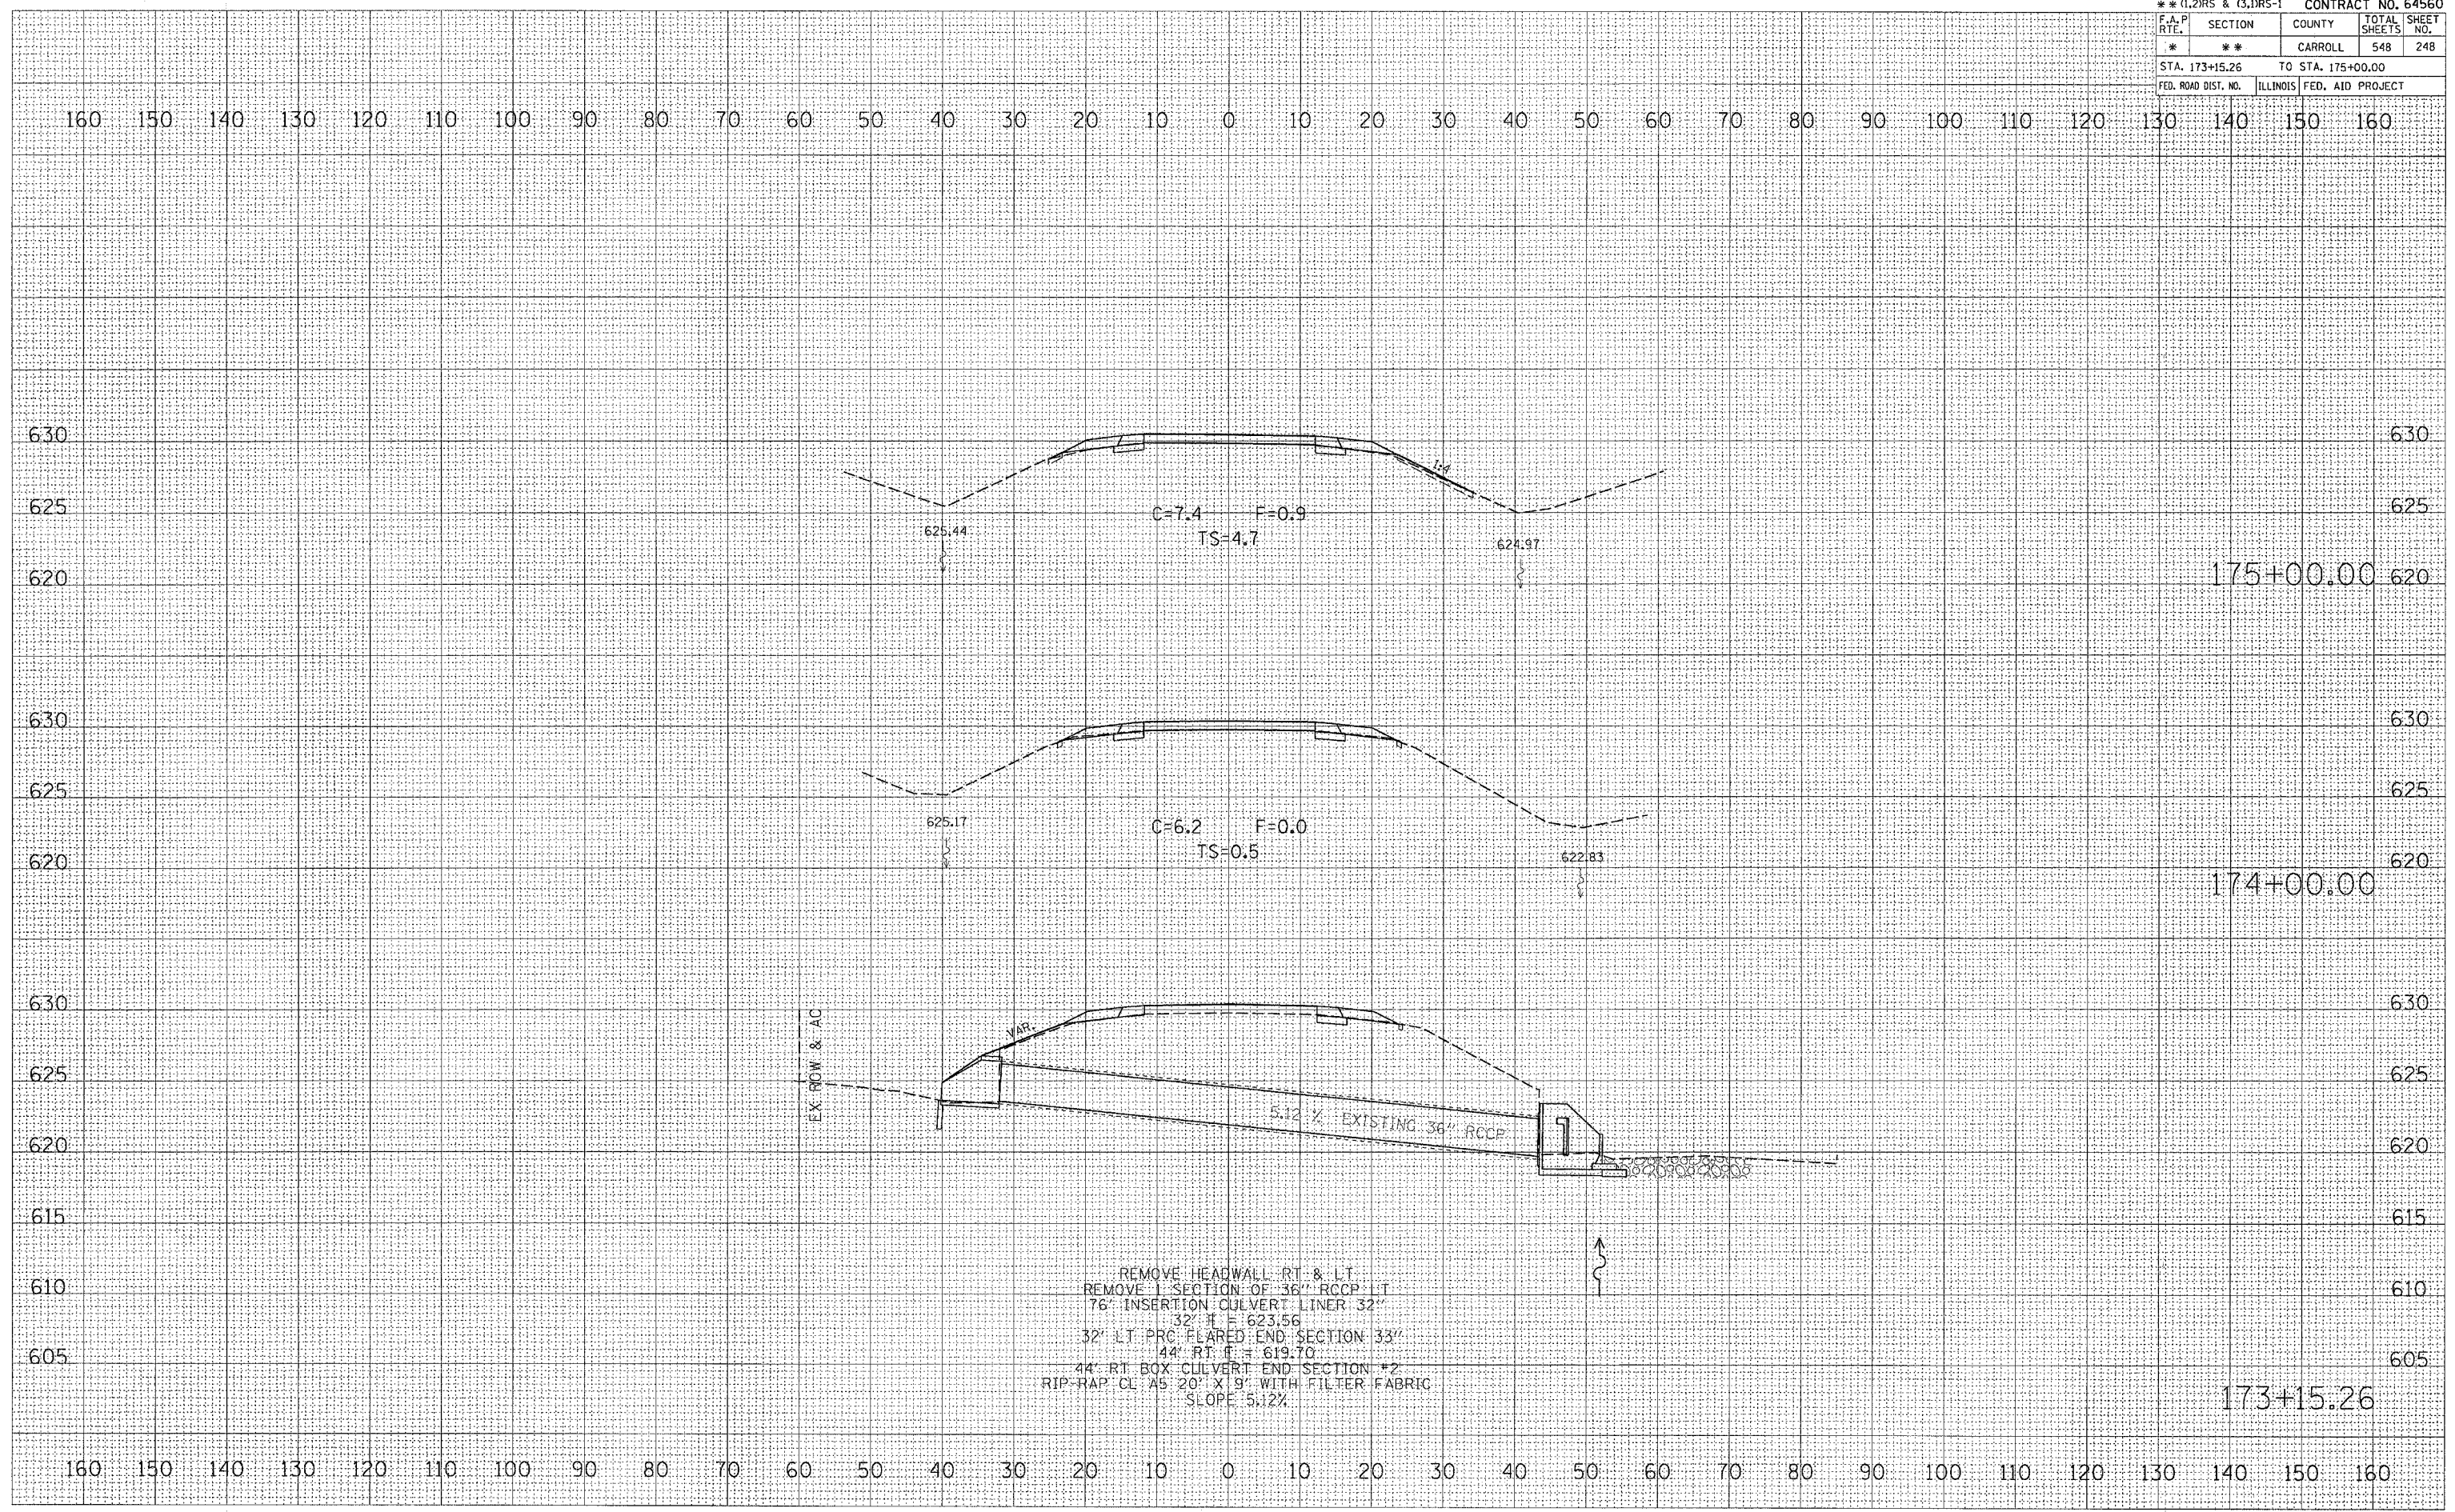 ** (1,2)RS & (3,1)RS-1 CONTRACT NO. 64560
F.A.P RTE. SECTION COUNTY TOTAL SHEETS SHEET NO.
* ** CARROLL 548 248
STA. 173+15.26 TO STA. 175+00.00
FED. ROAD DIST. NO. ILLINOIS FED. AID PROJECT
160 150 140 130 120 110 100 90 80 70 60 50 40 30 20 10 0 10 20 30 40 50 60 70 80 90 100 110 120 130 140 150 160
630 630
1:4
625 625
C=7.4 F=0.9
625.44
TS=4.7
624.97
620 175+00.00 620
630 630
625 625
625.17
C=6.2 F=0.0
TS=0.5
622.83
620 620
174+00.00
630 630
EX ROW & AC
VAR.
625 625
5.12 % EXISTING 36" RCCP
620 620
615 615
REMOVE HEADWALL RT & LT
610 610
REMOVE 1 SECTION OF 36" RCCP LT
76' INSERTION CULVERT LINER 32"
32' FL = 623.56
32' LT PRC FLARED END SECTION 33"
44' RT FL = 619.70
605 605
44' RT BOX CULVERT END SECTION #2
RIP-RAP CL A5 20' X 9' WITH FILTER FABRIC
SLOPE 5.12%
173+15.26
160 150 140 130 120 110 100 90 80 70 60 50 40 30 20 10 0 10 20 30 40 50 60 70 80 90 100 110 120 130 140 150 160